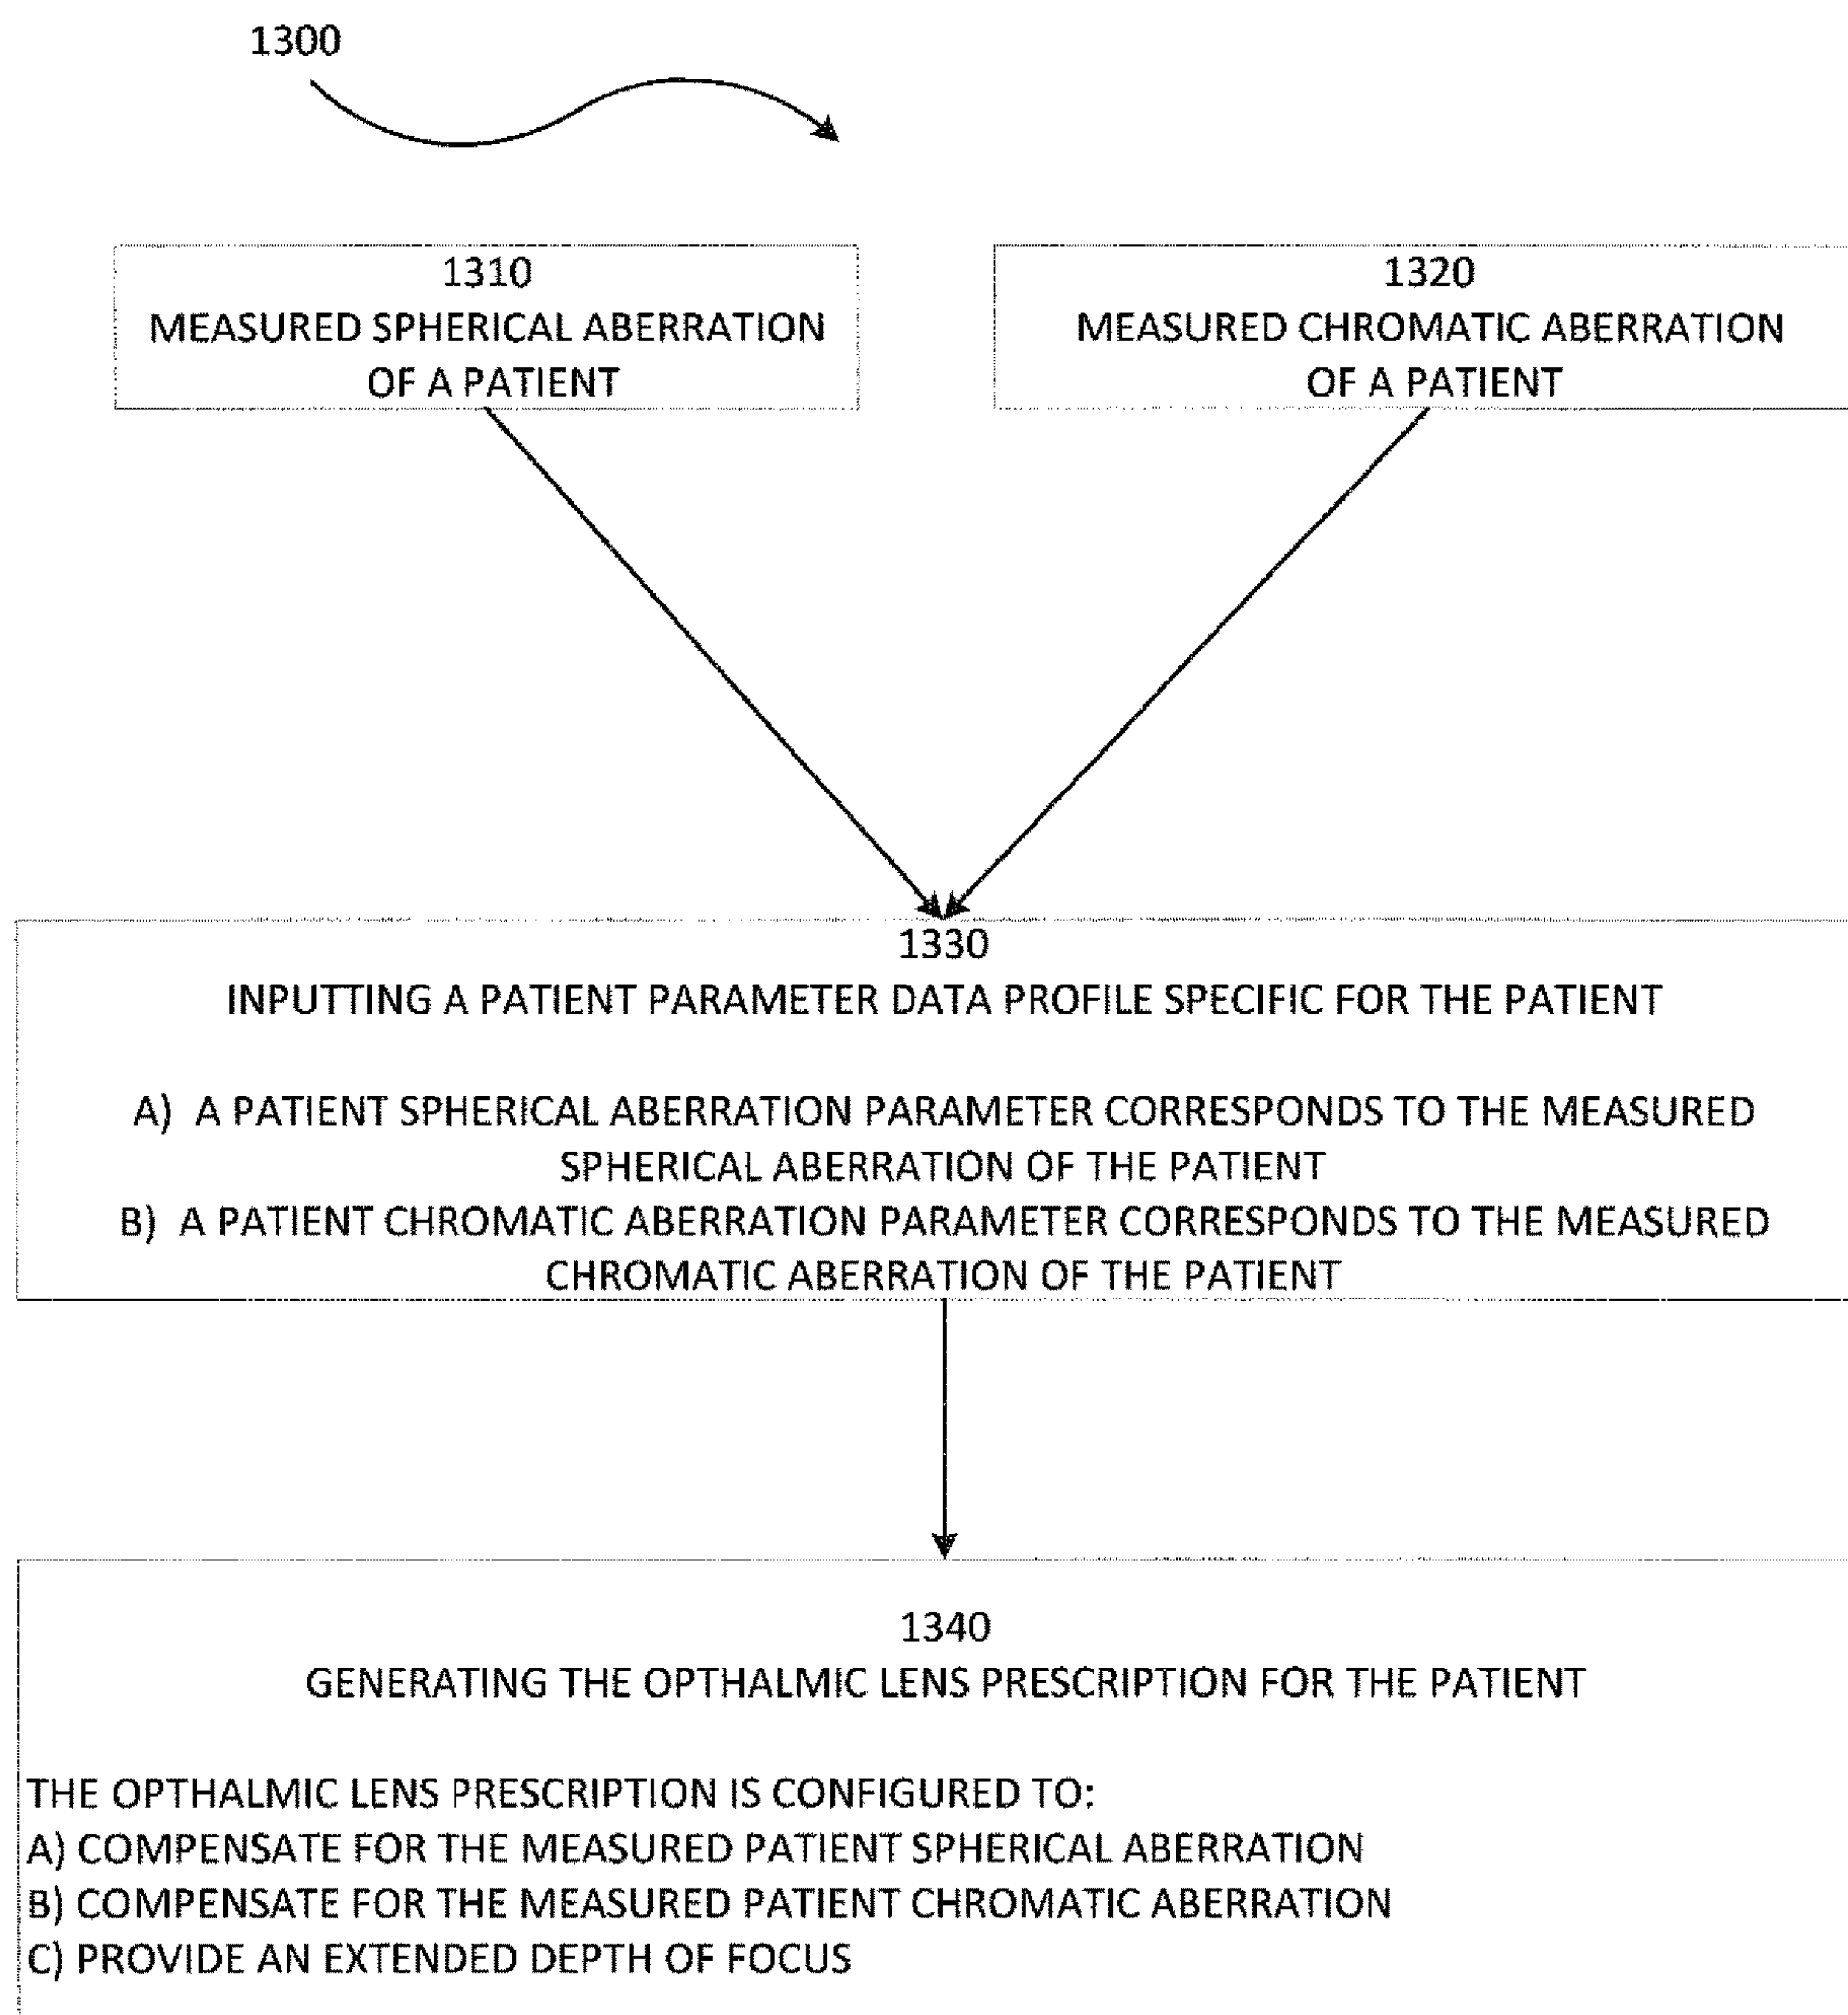 1300
1310
MEASURED SPHERICAL ABERRATION
OF A PATIENT
1320
MEASURED CHROMATIC ABERRATION
OF A PATIENT
1330
INPUTTING A PATIENT PARAMETER DATA PROFILE SPECIFIC FOR THE PATIENT
A) A PATIENT SPHERICAL ABERRATION PARAMETER CORRESPONDS TO THE MEASURED
SPHERICAL ABERRATION OF THE PATIENT
B) A PATIENT CHROMATIC ABERRATION PARAMETER CORRESPONDS TO THE MEASURED
CHROMATIC ABERRATION OF THE PATIENT
1340
GENERATING THE OPTHALMIC LENS PRESCRIPTION FOR THE PATIENT
THE OPTHALMIC LENS PRESCRIPTION IS CONFIGURED TO:
A) COMPENSATE FOR THE MEASURED PATIENT SPHERICAL ABERRATION
B) COMPENSATE FOR THE MEASURED PATIENT CHROMATIC ABERRATION
C) PROVIDE AN EXTENDED DEPTH OF FOCUS